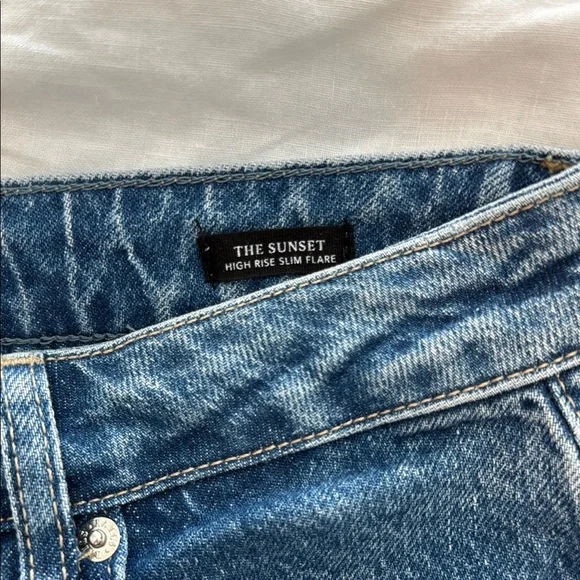 THE SUNSET
HIGH RISE SLIM FLARE